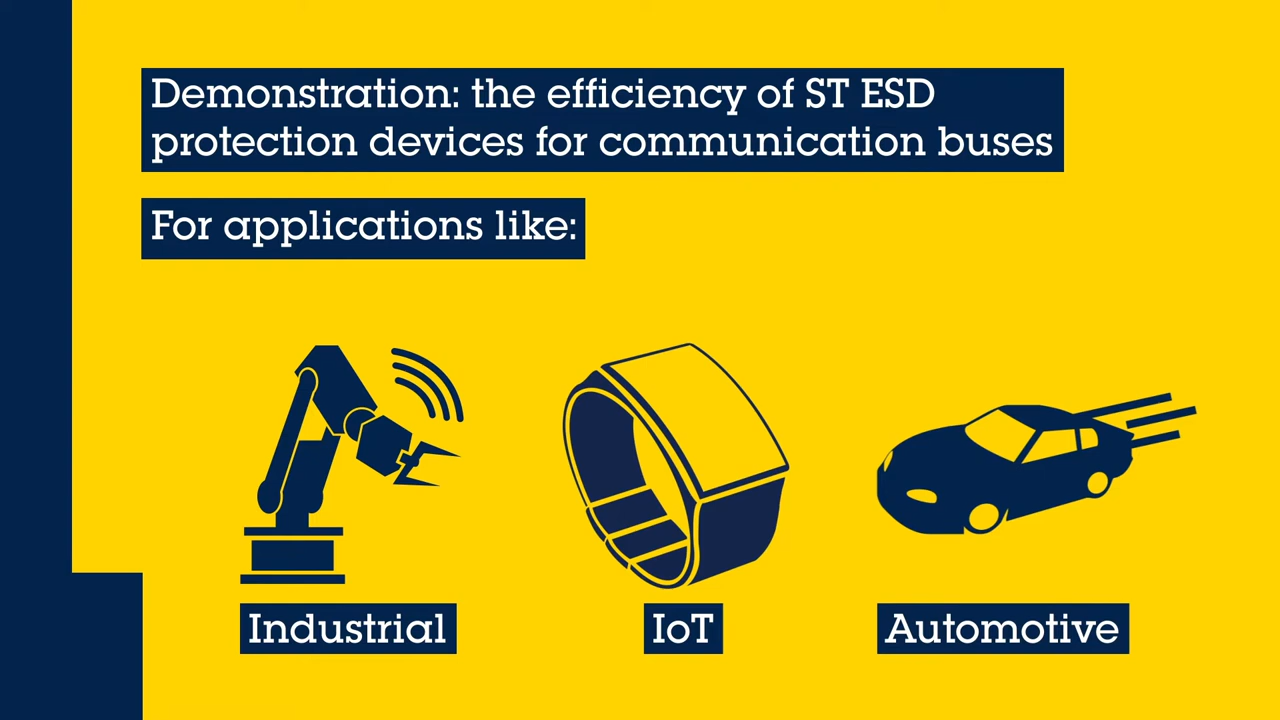 Demonstration: the efficiency of ST ESD
protection devices for communication buses
For applications like:
Industrial
IoT
Automotive